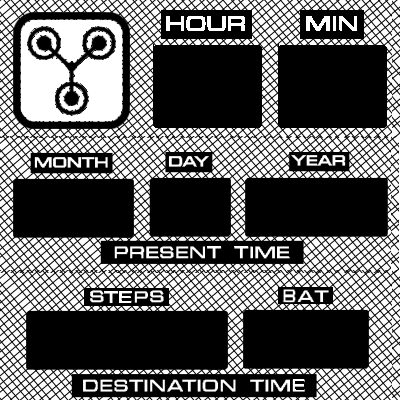 HOUR MIN
MONTH DAY YEAR
PRESENT TIME
STEPS BAT
DESTINATION TIME